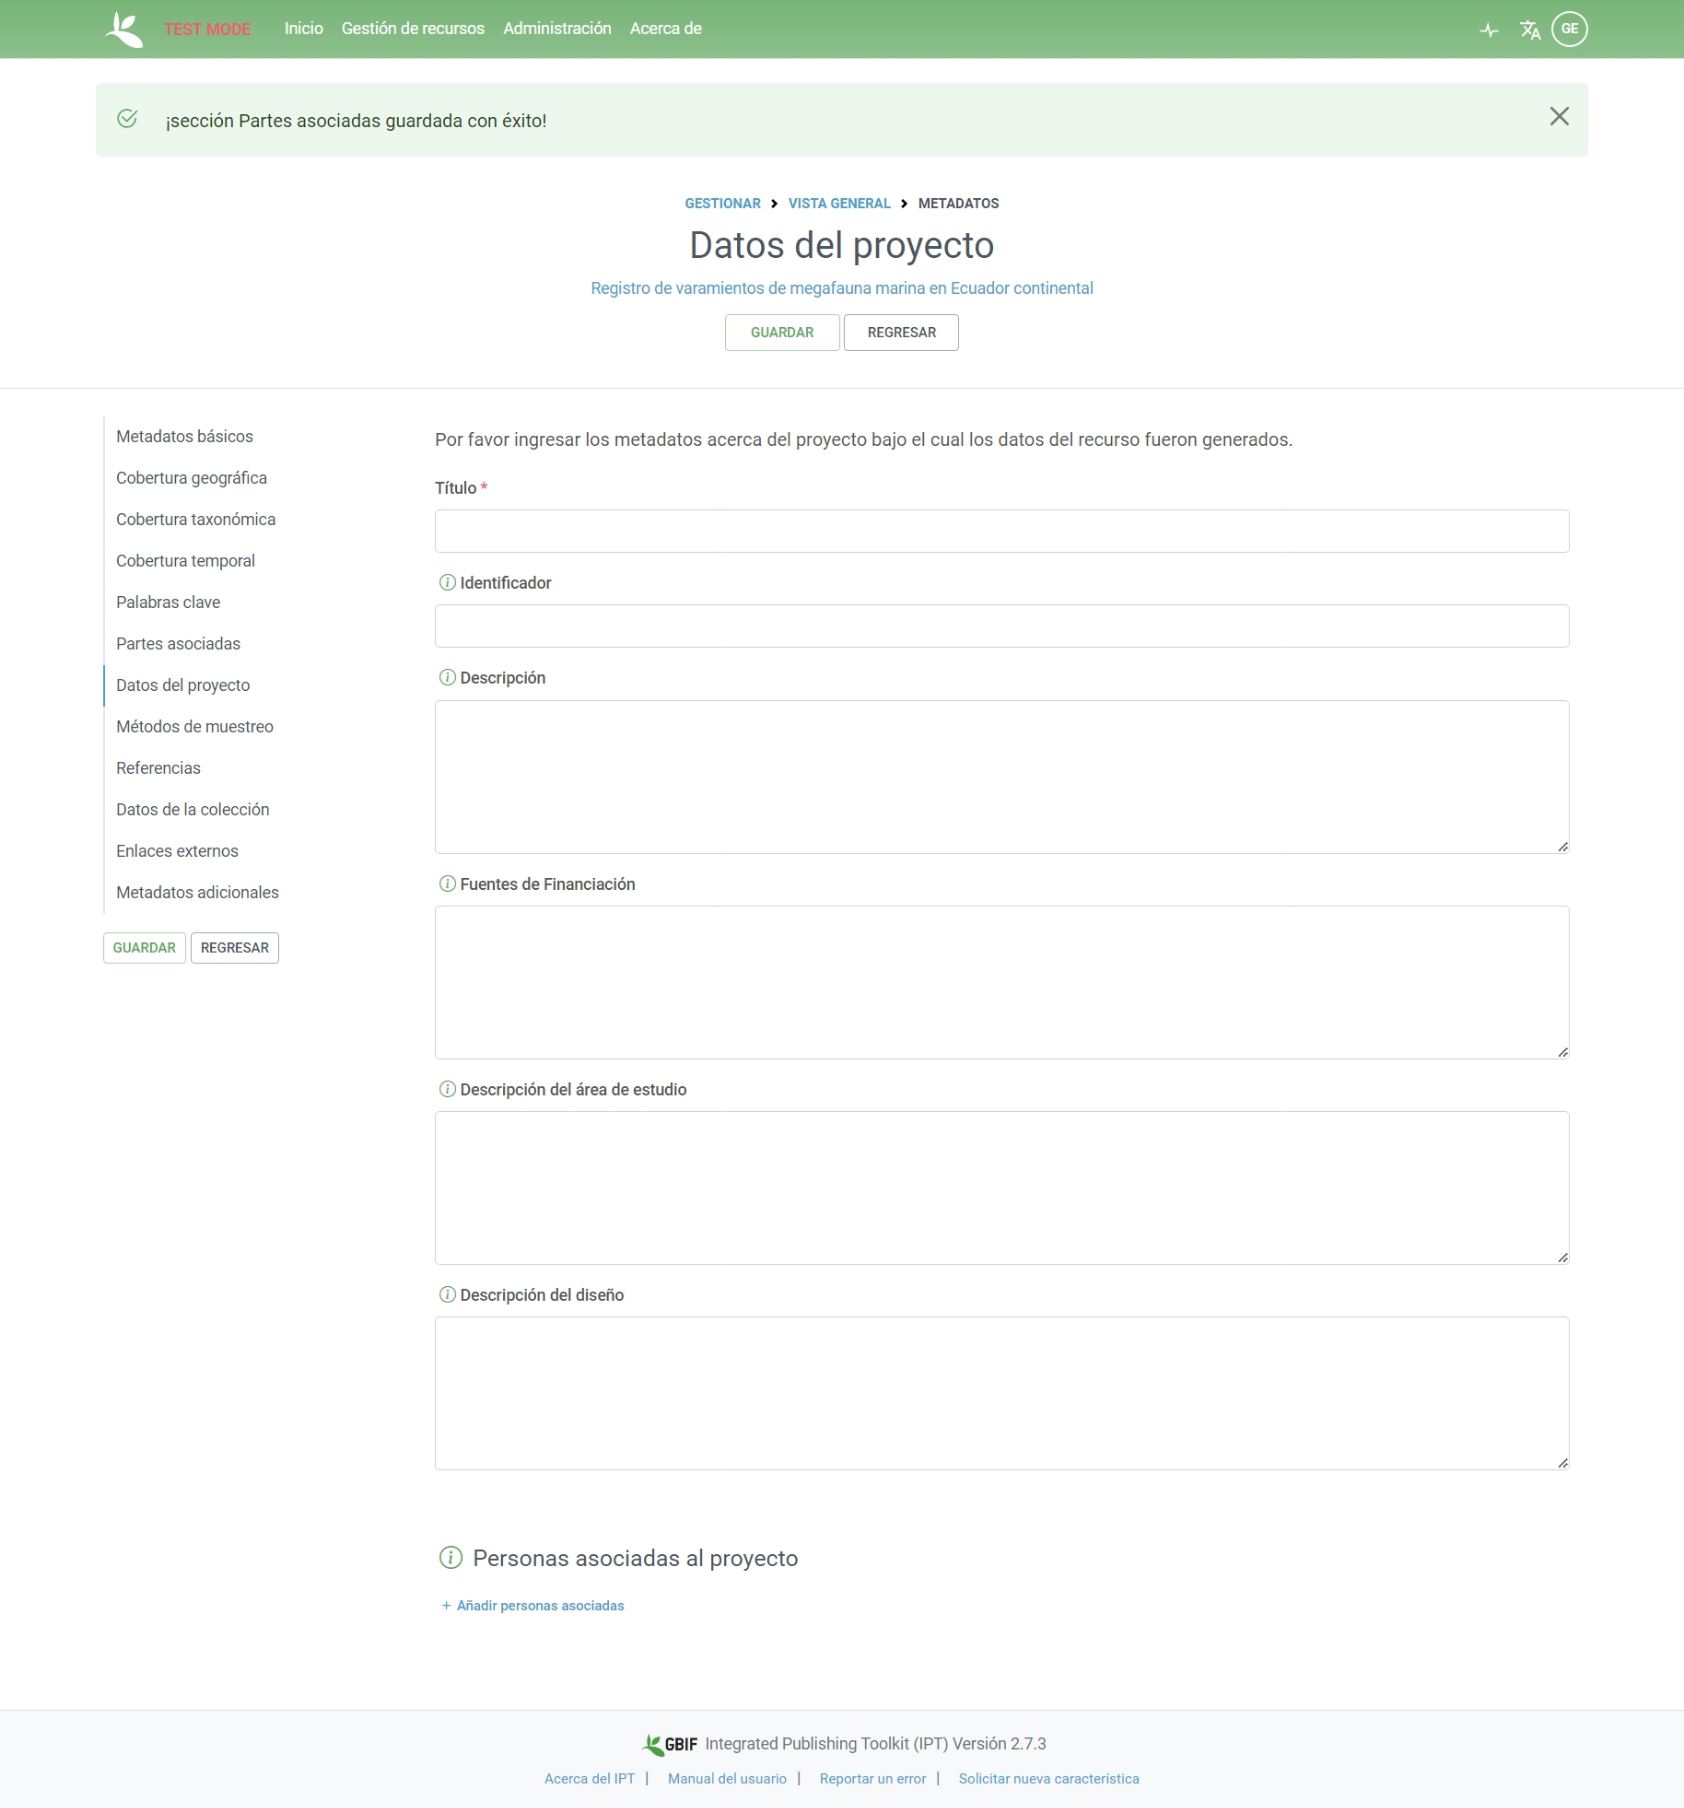 TEST MODE Inicio Gestión de recursos Administración Acerca de GE
¡sección Partes asociadas guardada con éxito!
GESTIONAR > VISTA GENERAL > METADATOS
Datos del proyecto
Registro de varamientos de megafauna marina en Ecuador continental
GUARDAR REGRESAR
Metadatos básicos
Cobertura geográfica
Cobertura taxonómica
Cobertura temporal
Palabras clave
Partes asociadas
Datos del proyecto
Métodos de muestreo
Referencias
Datos de la colección
Enlaces externos
Metadatos adicionales
GUARDAR REGRESAR
Por favor ingresar los metadatos acerca del proyecto bajo el cual los datos del recurso fueron generados.
Título *
Identificador
Descripción
Fuentes de Financiación
Descripción del área de estudio
Descripción del diseño
Personas asociadas al proyecto
+ Añadir personas asociadas
GBIF Integrated Publishing Toolkit (IPT) Versión 2.7.3
Acerca del IPT | Manual del usuario | Reportar un error | Solicitar nueva característica